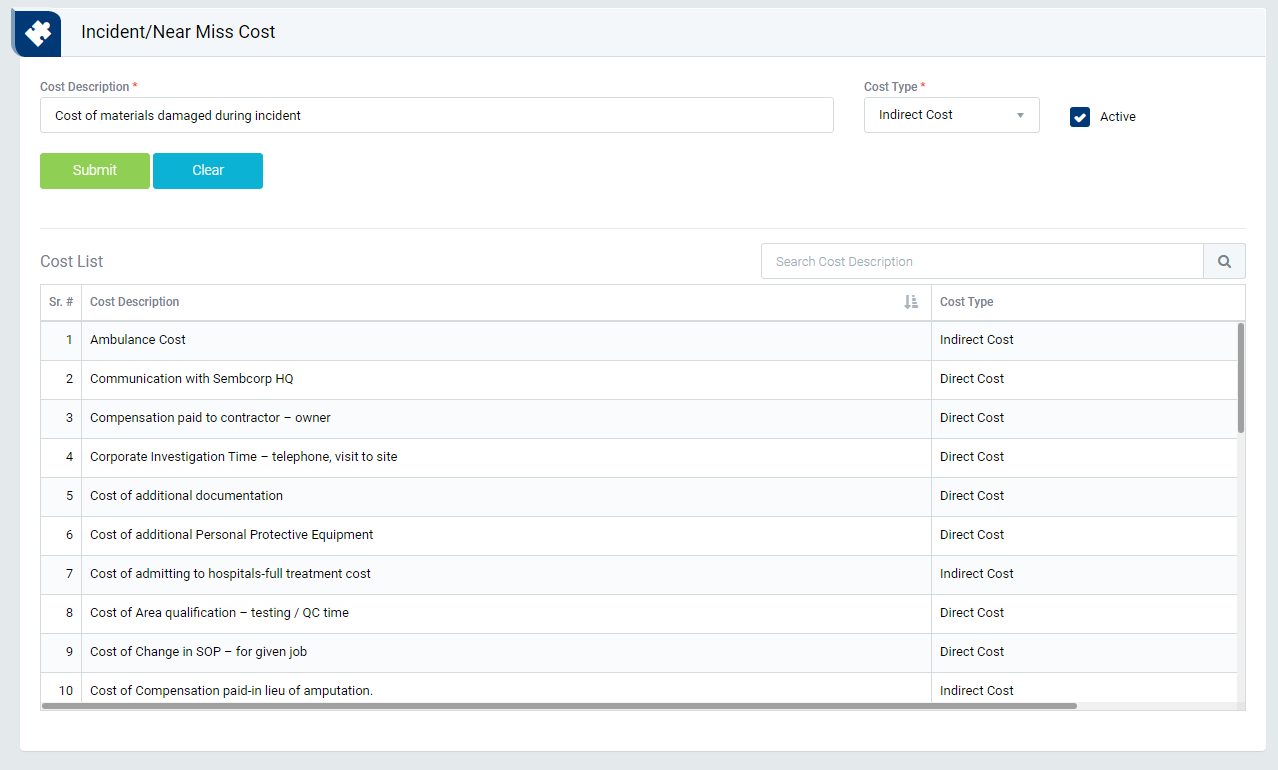 Incident/Near Miss Cost
Cost Description * Cost Type *
Cost of materials damaged during incident Indirect Cost Active
Submit Clear
Cost List Search Cost Description
Sr. # Cost Description Cost Type
1 Ambulance Cost Indirect Cost
2 Communication with Sembcorp HQ Direct Cost
3 Compensation paid to contractor – owner Direct Cost
4 Corporate Investigation Time – telephone, visit to site Direct Cost
5 Cost of additional documentation Direct Cost
6 Cost of additional Personal Protective Equipment Direct Cost
7 Cost of admitting to hospitals-full treatment cost Indirect Cost
8 Cost of Area qualification – testing / QC time Direct Cost
9 Cost of Change in SOP – for given job Direct Cost
10 Cost of Compensation paid-in lieu of amputation. Indirect Cost